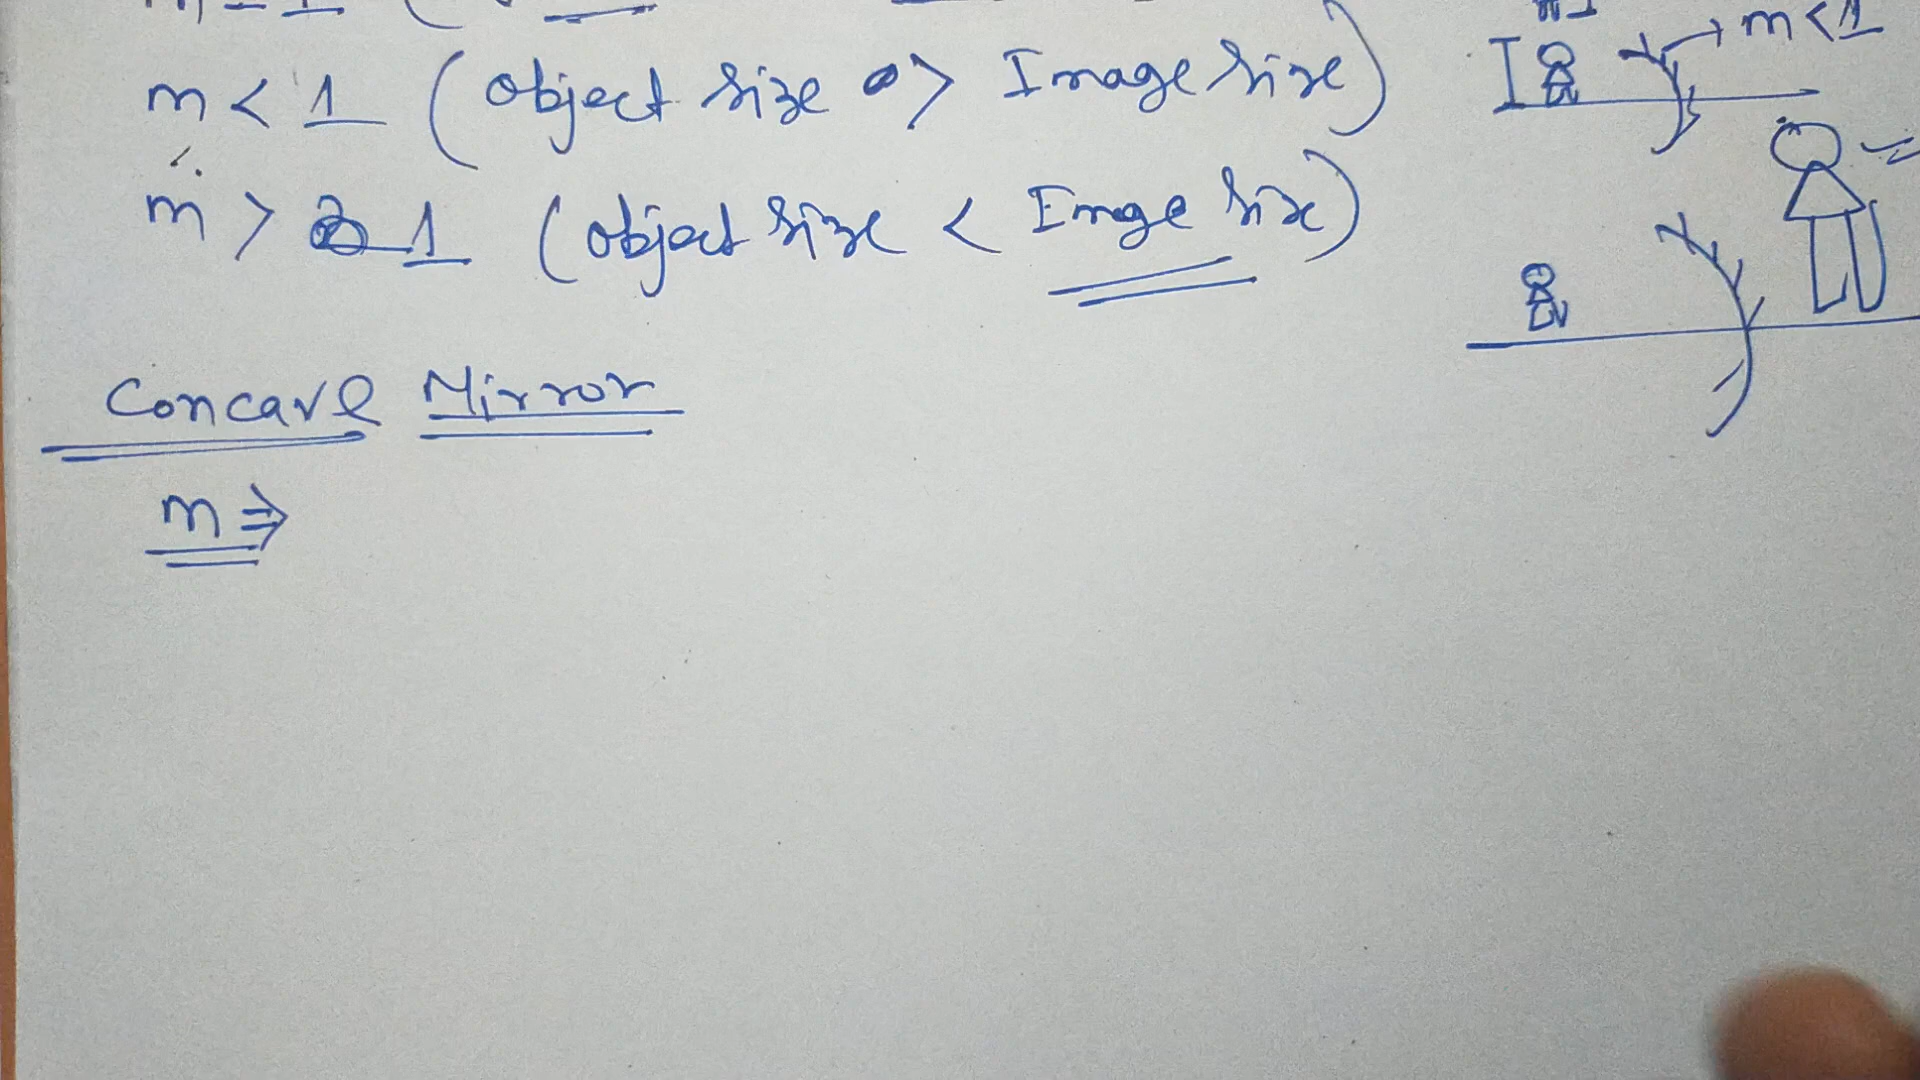 m < 1 (object size > Image size)
m > 1 (object size < Image size)
m < 1
Concave Mirror
m ⇒